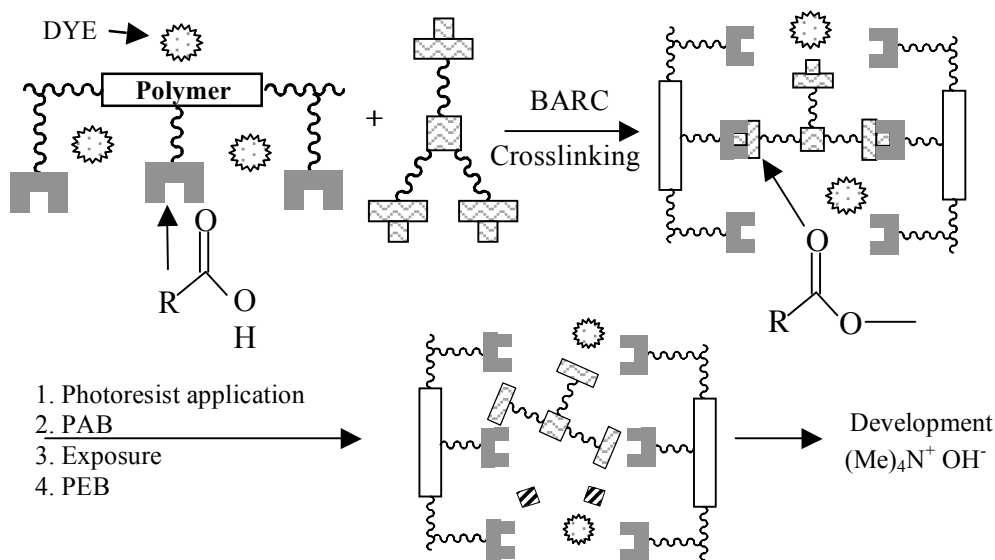 DYE
Polymer
+
BARC
Crosslinking
O
R
O
H
O
R
O
1. Photoresist application
2. PAB
3. Exposure
4. PEB
Development
(Me)₄N⁺ OH⁻